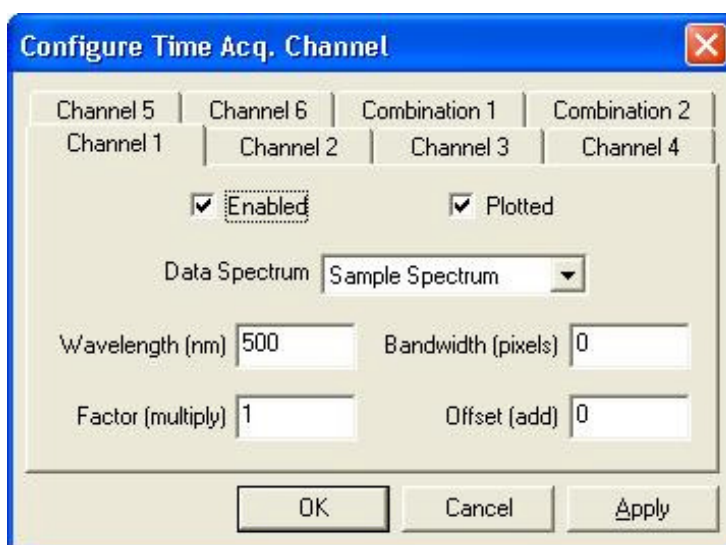 Configure Time Acq. Channel
Channel 5 Channel 6 Combination 1 Combination 2
Channel 1 Channel 2 Channel 3 Channel 4
Enabled Plotted
Data Spectrum Sample Spectrum
Wavelength (nm) 500 Bandwidth (pixels) 0
Factor (multiply) 1 Offset (add) 0
OK Cancel Apply